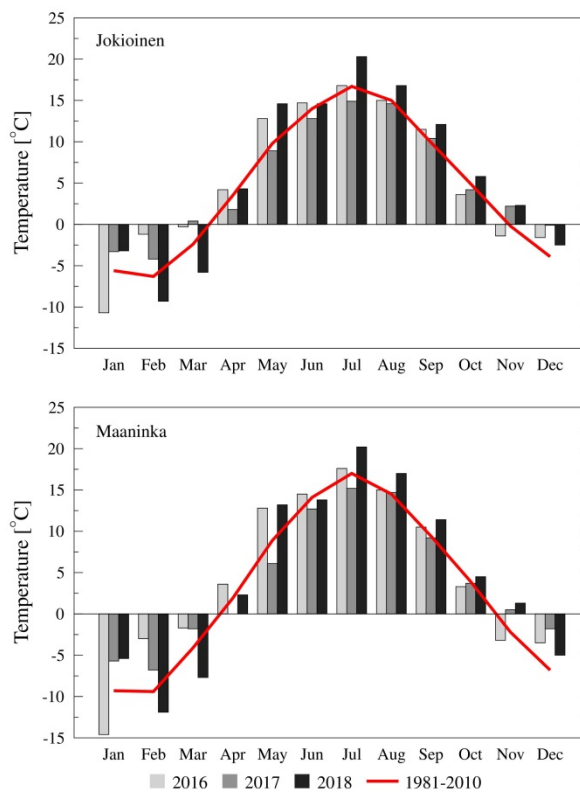 Jokioinen
Temperature [°C]
25
20
15
10
5
0
-5
-10
-15
Jan Feb Mar Apr May Jun Jul Aug Sep Oct Nov Dec
Maaninka
Temperature [°C]
25
20
15
10
5
0
-5
-10
-15
Jan Feb Mar Apr May Jun Jul Aug Sep Oct Nov Dec
2016 2017 2018 1981-2010